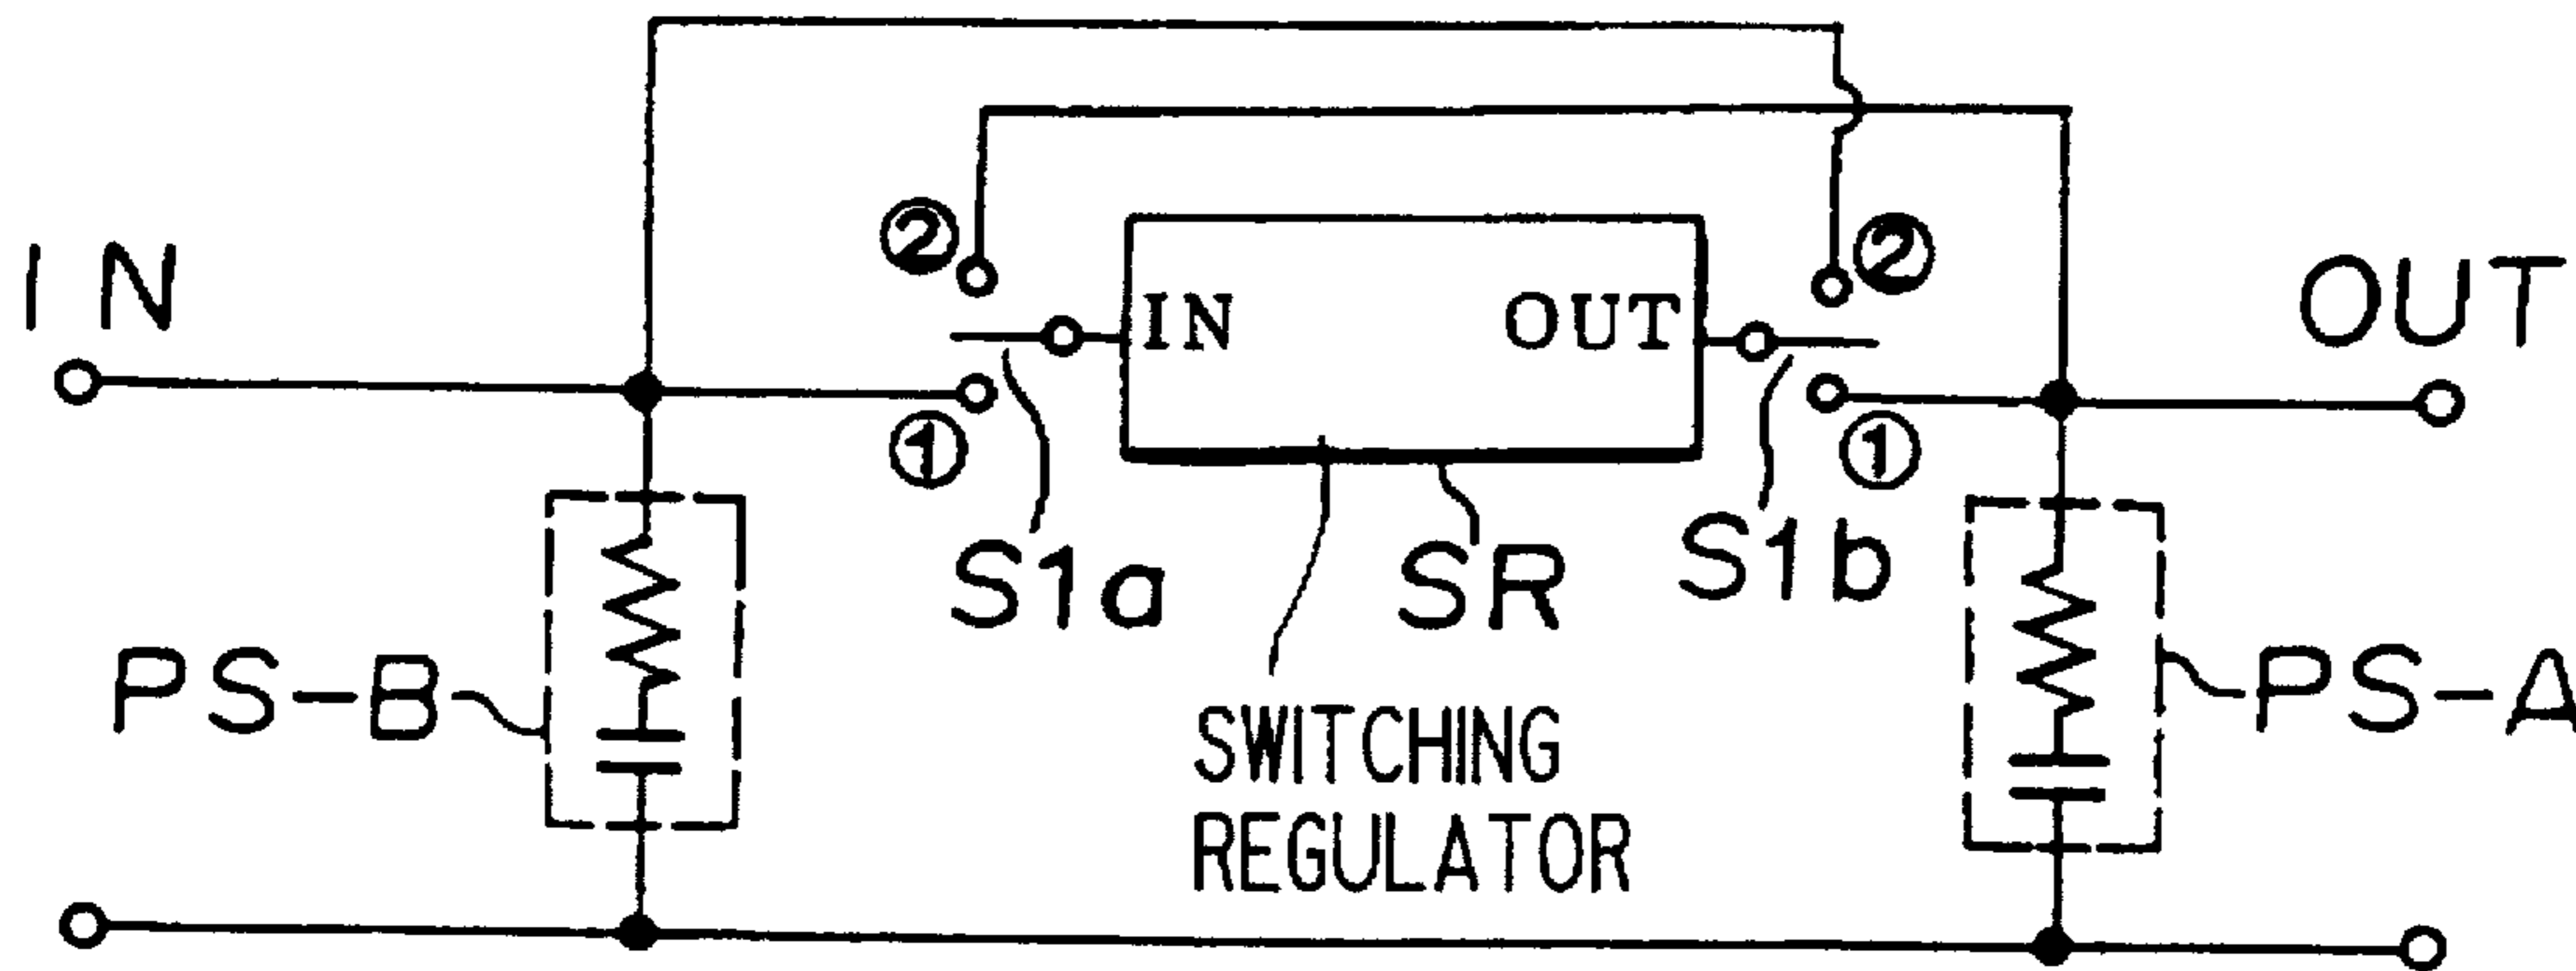 ②
②
IN
IN
OUT
OUT
①
①
S1a
SR
S1b
PS-B
SWITCHING
REGULATOR
PS-A